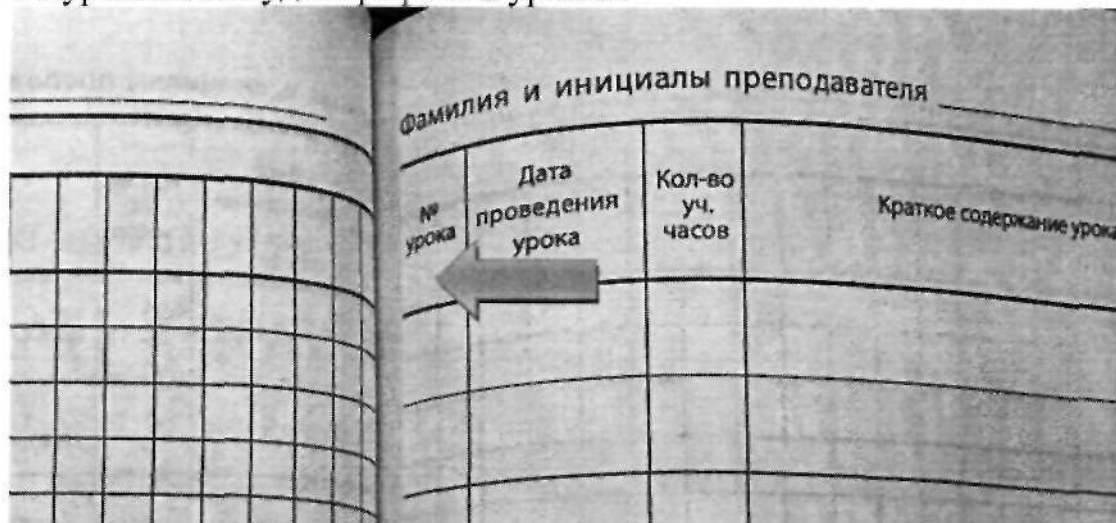 Фамилия и инициалы преподавателя
№
урока
Дата
проведения
урока
Кол-во
уч.
часов
Краткое содержание урока